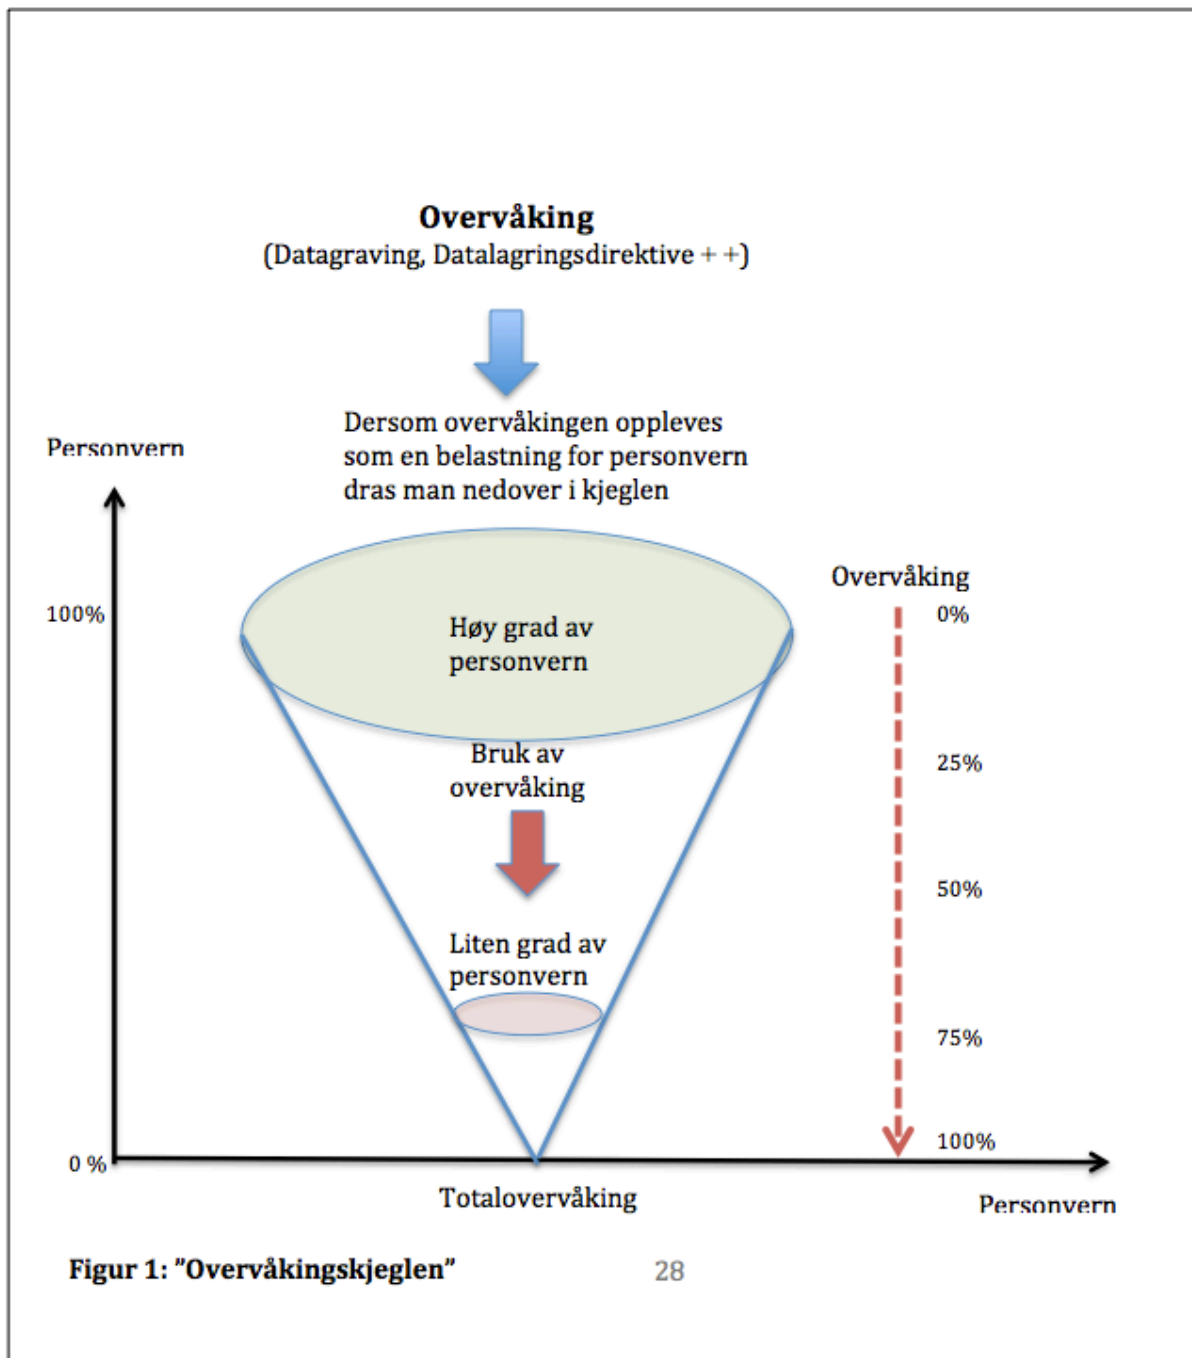 Overvåking
(Datagraving, Datalagringsdirektive + +)
Dersom overvåkingen oppleves
som en belastning for personvern
dras man nedover i kjeglen
Personvern
Overvåking
100%
0%
Høy grad av
personvern
Bruk av
overvåking
25%
50%
Liten grad av
personvern
75%
100%
0 %
Totalovervåking
Personvern
Figur 1: ”Overvåkingskjeglen”
28